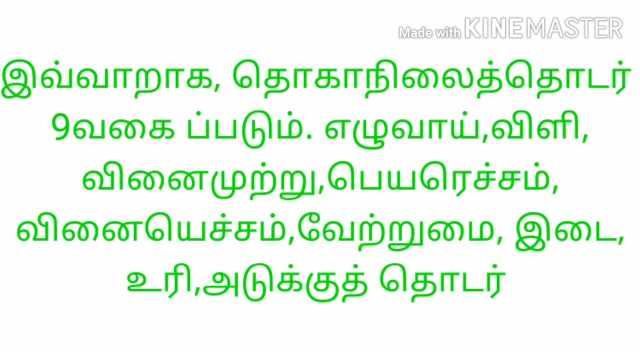 Made with KINEMASTER
இவ்வாறாக, தொகாநிலைத்தொடர்
9வகை ப்படும். எழுவாய்,விளி,
வினைமுற்று,பெயரெச்சம்,
வினையெச்சம்,வேற்றுமை, இடை,
உரி,அடுக்குத் தொடர்